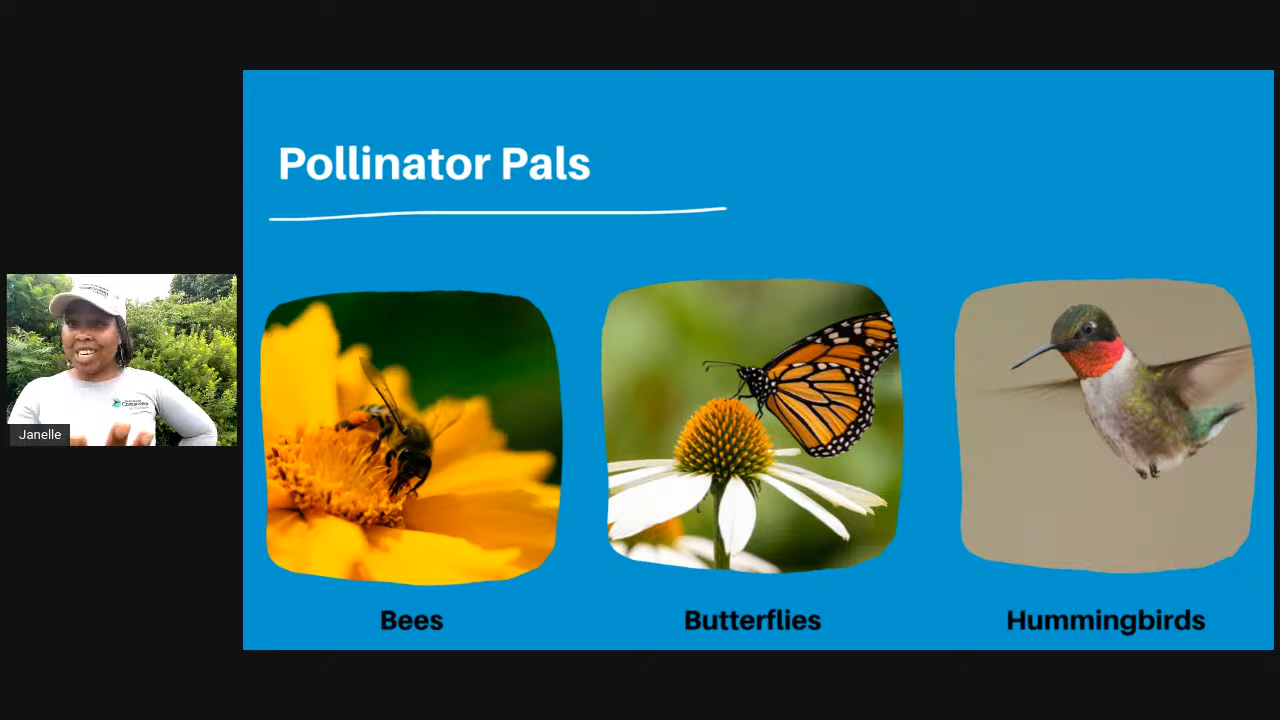 Pollinator Pals
Janelle
Bees
Butterflies
Hummingbirds